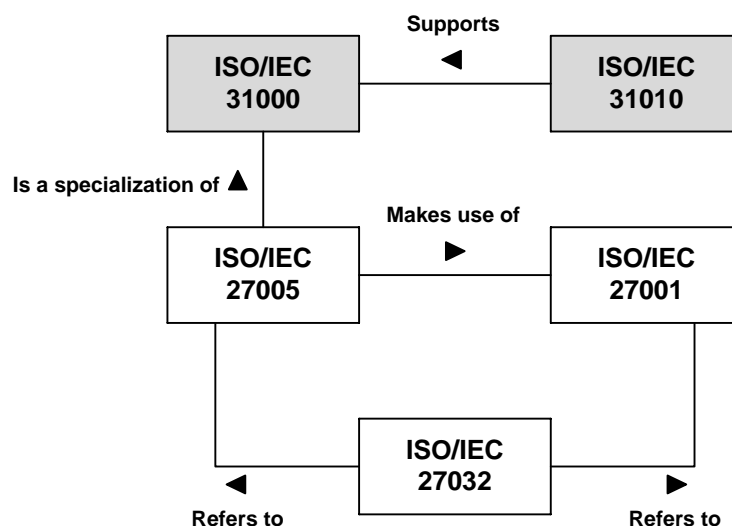 Supports
ISO/IEC
31000
ISO/IEC
31010
Is a specialization of
Makes use of
ISO/IEC
27005
ISO/IEC
27001
ISO/IEC
27032
Refers to
Refers to